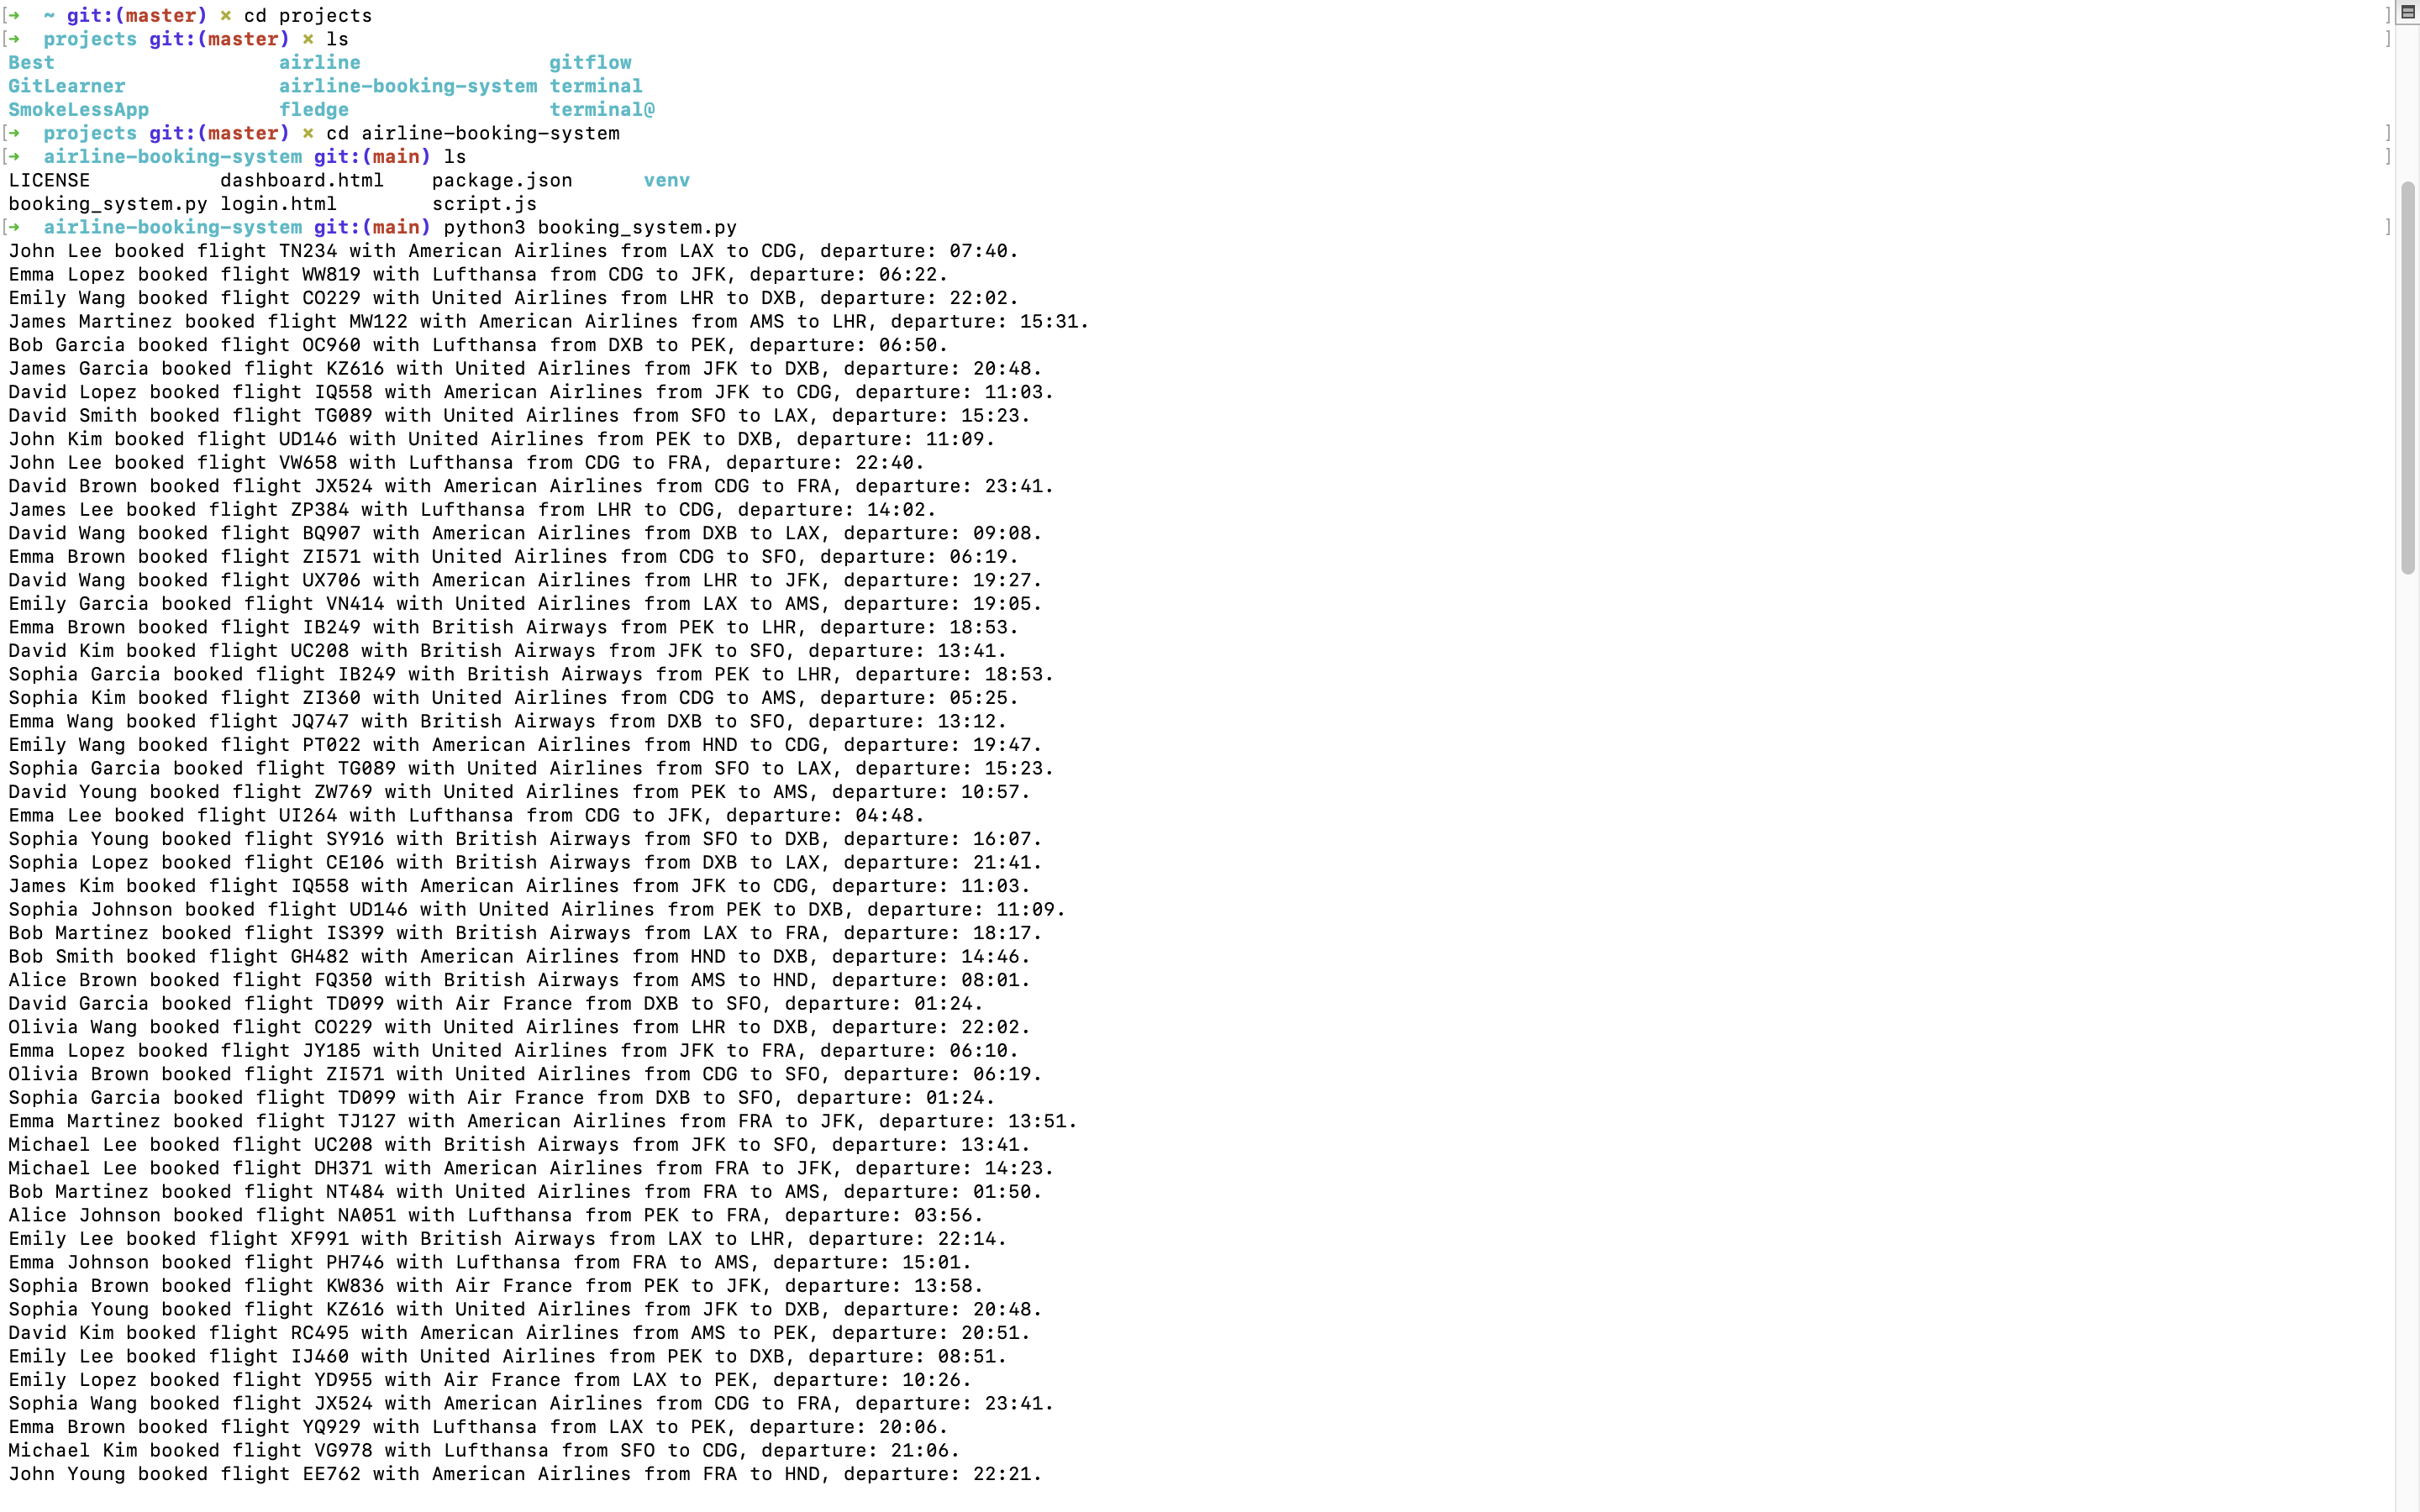 [➜  ~ git:(master) × cd projects ]
[➜  projects git:(master) × ls ]
Best airline gitflow
GitLearner airline-booking-system terminal
SmokeLessApp fledge terminal@
[➜  projects git:(master) × cd airline-booking-system ]
[➜  airline-booking-system git:(main) ls ]
LICENSE dashboard.html package.json venv
booking_system.py login.html script.js
[➜  airline-booking-system git:(main) python3 booking_system.py ]
John Lee booked flight TN234 with American Airlines from LAX to CDG, departure: 07:40.
Emma Lopez booked flight WW819 with Lufthansa from CDG to JFK, departure: 06:22.
Emily Wang booked flight CO229 with United Airlines from LHR to DXB, departure: 22:02.
James Martinez booked flight MW122 with American Airlines from AMS to LHR, departure: 15:31.
Bob Garcia booked flight OC960 with Lufthansa from DXB to PEK, departure: 06:50.
James Garcia booked flight KZ616 with United Airlines from JFK to DXB, departure: 20:48.
David Lopez booked flight IQ558 with American Airlines from JFK to CDG, departure: 11:03.
David Smith booked flight TG089 with United Airlines from SFO to LAX, departure: 15:23.
John Kim booked flight UD146 with United Airlines from PEK to DXB, departure: 11:09.
John Lee booked flight VW658 with Lufthansa from CDG to FRA, departure: 22:40.
David Brown booked flight JX524 with American Airlines from CDG to FRA, departure: 23:41.
James Lee booked flight ZP384 with Lufthansa from LHR to CDG, departure: 14:02.
David Wang booked flight BQ907 with American Airlines from DXB to LAX, departure: 09:08.
Emma Brown booked flight ZI571 with United Airlines from CDG to SFO, departure: 06:19.
David Wang booked flight UX706 with American Airlines from LHR to JFK, departure: 19:27.
Emily Garcia booked flight VN414 with United Airlines from LAX to AMS, departure: 19:05.
Emma Brown booked flight IB249 with British Airways from PEK to LHR, departure: 18:53.
David Kim booked flight UC208 with British Airways from JFK to SFO, departure: 13:41.
Sophia Garcia booked flight IB249 with British Airways from PEK to LHR, departure: 18:53.
Sophia Kim booked flight ZI360 with United Airlines from CDG to AMS, departure: 05:25.
Emma Wang booked flight JQ747 with British Airways from DXB to SFO, departure: 13:12.
Emily Wang booked flight PT022 with American Airlines from HND to CDG, departure: 19:47.
Sophia Garcia booked flight TG089 with United Airlines from SFO to LAX, departure: 15:23.
David Young booked flight ZW769 with United Airlines from PEK to AMS, departure: 10:57.
Emma Lee booked flight UI264 with Lufthansa from CDG to JFK, departure: 04:48.
Sophia Young booked flight SY916 with British Airways from SFO to DXB, departure: 16:07.
Sophia Lopez booked flight CE106 with British Airways from DXB to LAX, departure: 21:41.
James Kim booked flight IQ558 with American Airlines from JFK to CDG, departure: 11:03.
Sophia Johnson booked flight UD146 with United Airlines from PEK to DXB, departure: 11:09.
Bob Martinez booked flight IS399 with British Airways from LAX to FRA, departure: 18:17.
Bob Smith booked flight GH482 with American Airlines from HND to DXB, departure: 14:46.
Alice Brown booked flight FQ350 with British Airways from AMS to HND, departure: 08:01.
David Garcia booked flight TD099 with Air France from DXB to SFO, departure: 01:24.
Olivia Wang booked flight CO229 with United Airlines from LHR to DXB, departure: 22:02.
Emma Lopez booked flight JY185 with United Airlines from JFK to FRA, departure: 06:10.
Olivia Brown booked flight ZI571 with United Airlines from CDG to SFO, departure: 06:19.
Sophia Garcia booked flight TD099 with Air France from DXB to SFO, departure: 01:24.
Emma Martinez booked flight TJ127 with American Airlines from FRA to JFK, departure: 13:51.
Michael Lee booked flight UC208 with British Airways from JFK to SFO, departure: 13:41.
Michael Lee booked flight DH371 with American Airlines from FRA to JFK, departure: 14:23.
Bob Martinez booked flight NT484 with United Airlines from FRA to AMS, departure: 01:50.
Alice Johnson booked flight NA051 with Lufthansa from PEK to FRA, departure: 03:56.
Emily Lee booked flight XF991 with British Airways from LAX to LHR, departure: 22:14.
Emma Johnson booked flight PH746 with Lufthansa from FRA to AMS, departure: 15:01.
Sophia Brown booked flight KW836 with Air France from PEK to JFK, departure: 13:58.
Sophia Young booked flight KZ616 with United Airlines from JFK to DXB, departure: 20:48.
David Kim booked flight RC495 with American Airlines from AMS to PEK, departure: 20:51.
Emily Lee booked flight IJ460 with United Airlines from PEK to DXB, departure: 08:51.
Emily Lopez booked flight YD955 with Air France from LAX to PEK, departure: 10:26.
Sophia Wang booked flight JX524 with American Airlines from CDG to FRA, departure: 23:41.
Emma Brown booked flight YQ929 with Lufthansa from LAX to PEK, departure: 20:06.
Michael Kim booked flight VG978 with Lufthansa from SFO to CDG, departure: 21:06.
John Young booked flight EE762 with American Airlines from FRA to HND, departure: 22:21.